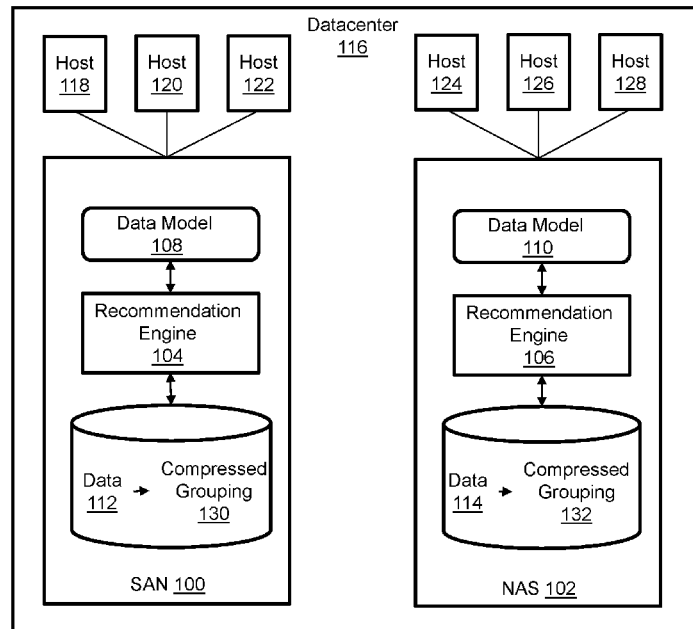 Datacenter
116
Host
118
Host
120
Host
122
Host
124
Host
126
Host
128
Data Model
108
Recommendation
Engine
104
Data
112
Compressed
Grouping
130
SAN 100
Data Model
110
Recommendation
Engine
106
Data
114
Compressed
Grouping
132
NAS 102